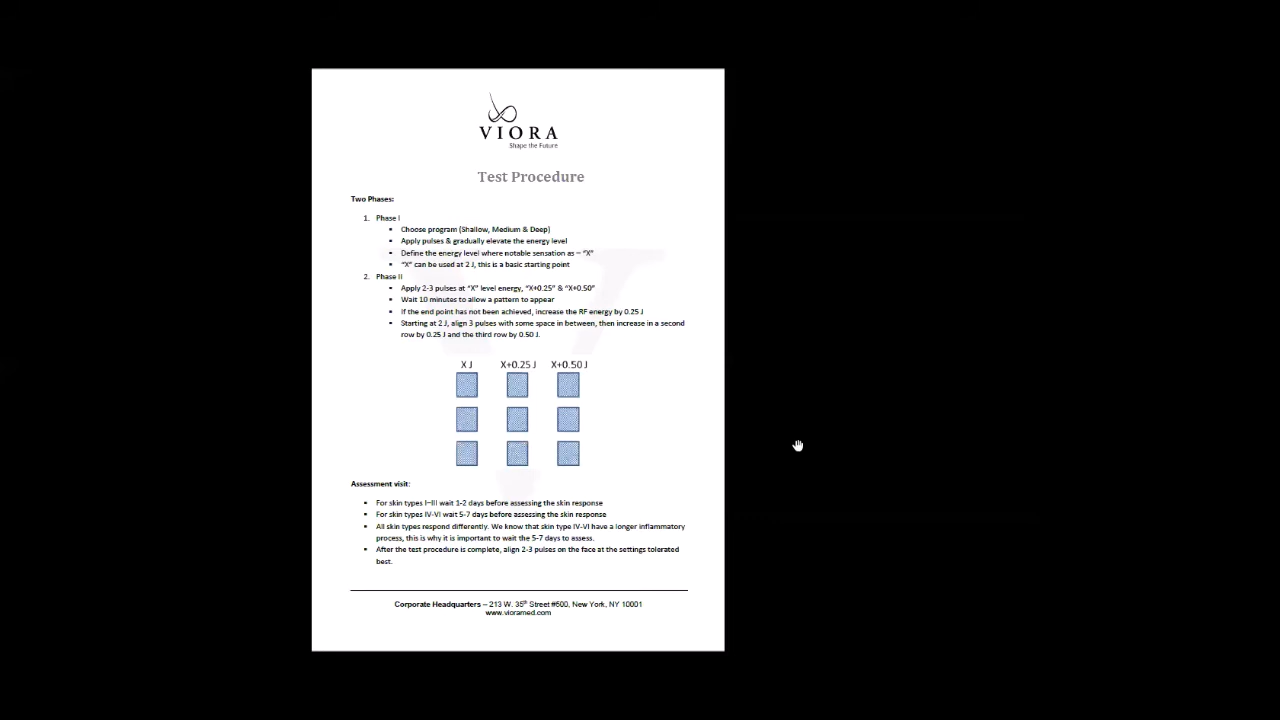 VIORA
Shape the Future
Test Procedure
Two Phases:
1. Phase I
▪ Choose program (Shallow, Medium & Deep)
▪ Apply pulses & gradually elevate the energy level
▪ Define the energy level where notable sensation as – “X”
▪ “X” can be used at 2 J, this is a basic starting point
2. Phase II
▪ Apply 2-3 pulses at “X” level energy, “X+0.25” & “X+0.50”
▪ Wait 10 minutes to allow a pattern to appear
▪ If the end point has not been achieved, increase the RF energy by 0.25 J
▪ Starting at 2 J, align 3 pulses with some space in between, then increase in a second
row by 0.25 J and the third row by 0.50 J.
X J X+0.25 J X+0.50 J
Assessment visit:
▪ For skin types I–III wait 1-2 days before assessing the skin response
▪ For skin types IV-VI wait 5-7 days before assessing the skin response
▪ All skin types respond differently. We know that skin type IV-VI have a longer inflammatory
process, this is why it is important to wait the 5-7 days to assess.
▪ After the test procedure is complete, align 2-3 pulses on the face at the settings tolerated
best.
Corporate Headquarters – 213 W. 35th Street #500, New York, NY 10001
www.vioramed.com